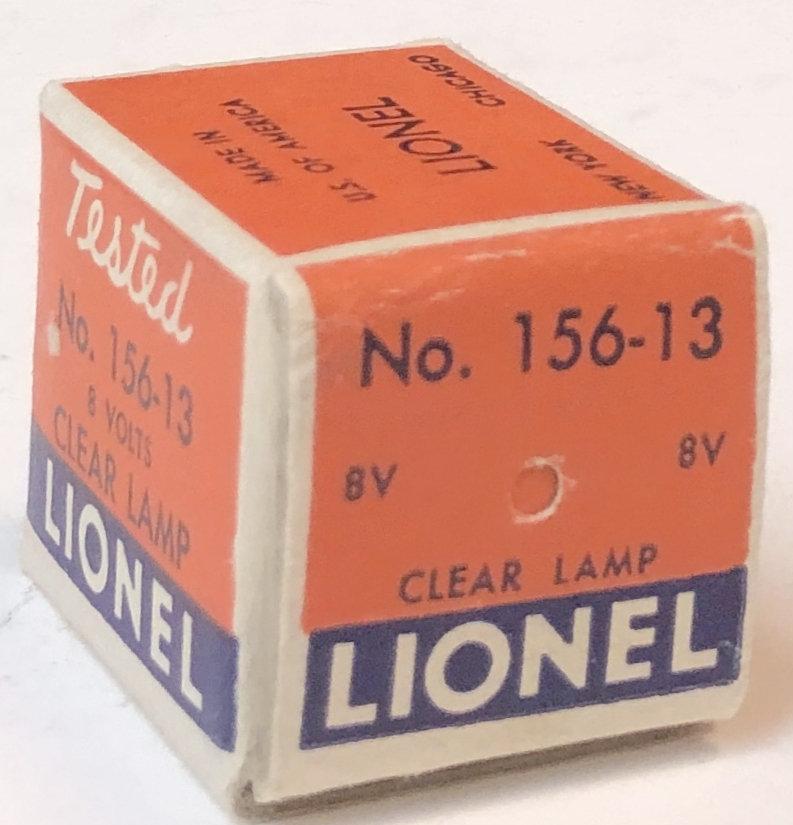 MADE IN
U.S. OF AMERICA
LIONEL
CHICAGO
NEW YORK
Tested
No. 156-13
8 VOLTS
CLEAR LAMP
LIONEL
No. 156-13
8V 8V
CLEAR LAMP
LIONEL